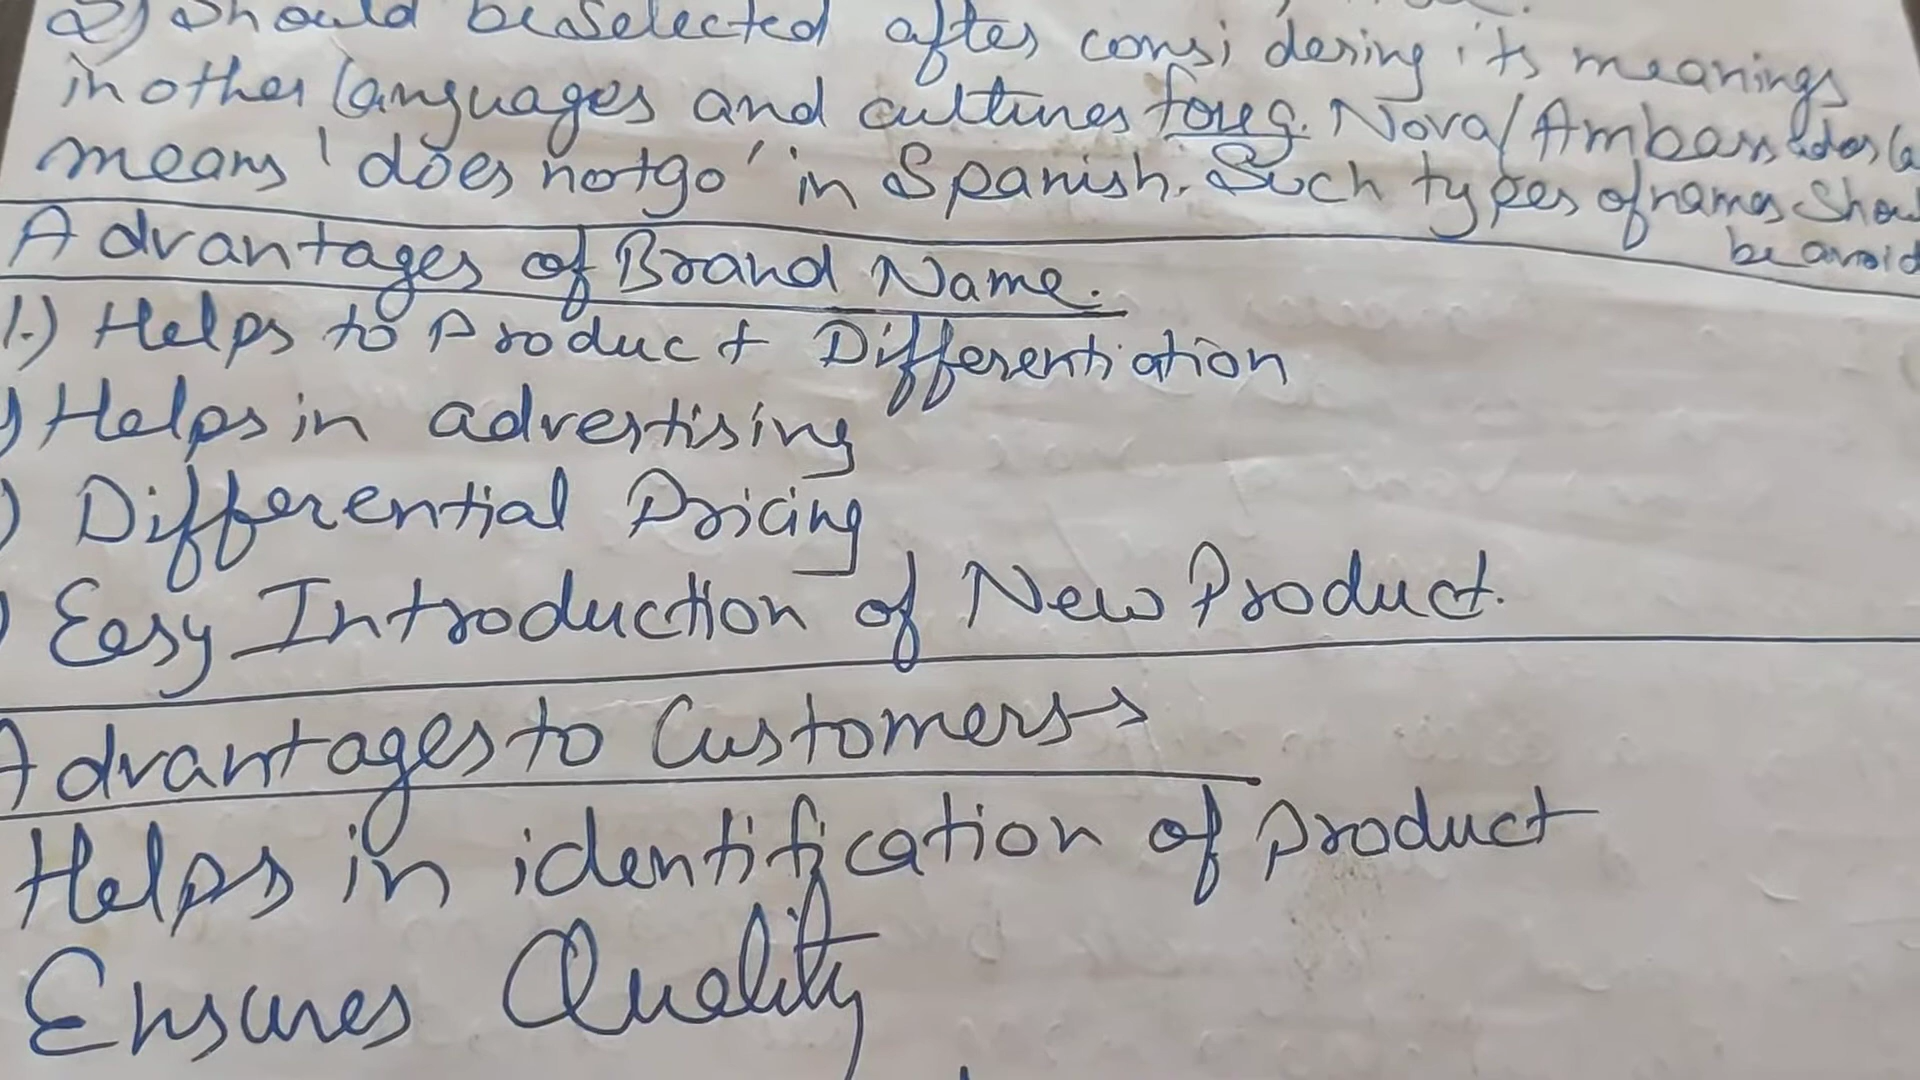 2) Should be Selected after considering its meanings
in other languages and cultures for eg. Nova/Ambassador
means 'does not go' in Spanish. Such types of names Shou
be avoid
Advantages of Brand Name.
1.) Helps to Product Differentiation
) Helps in advertising
) Differential Pricing
) Easy Introduction of New Product.
Advantages to Customers→
Helps in identification of product
Ensures Quality